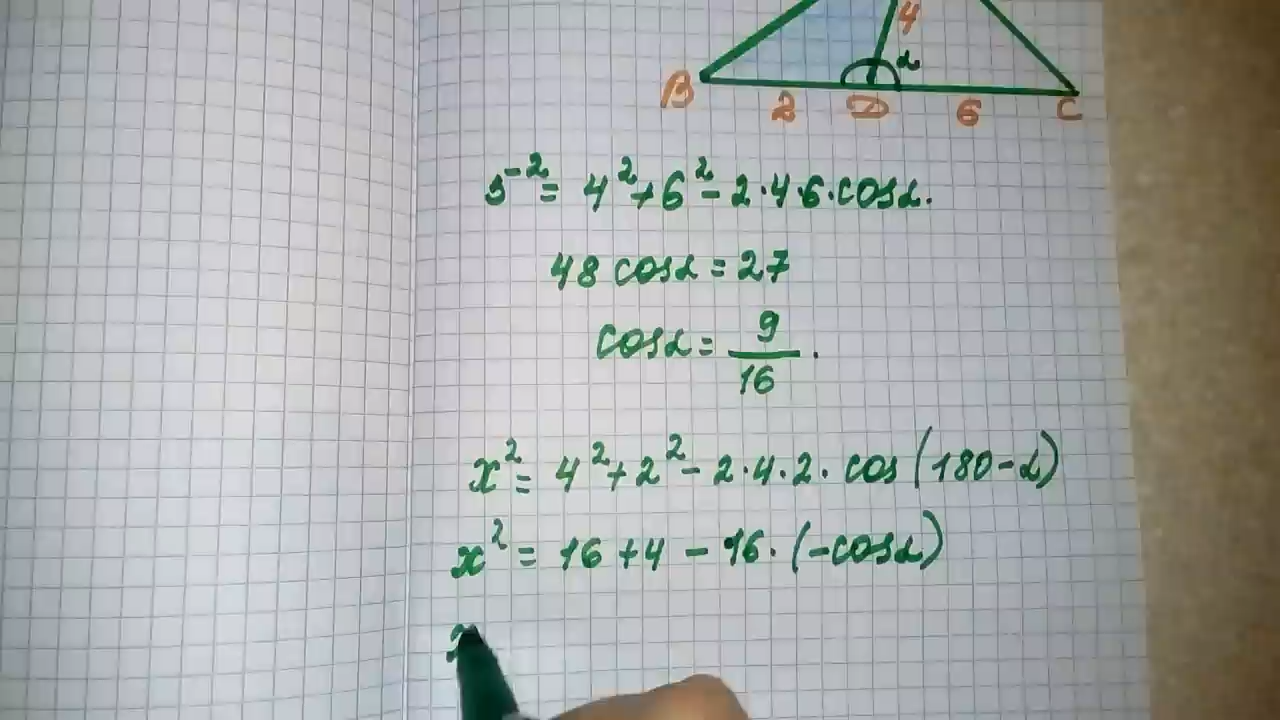 4
α
B 2 D 6 C
5² = 4² + 6² - 2·4·6·cosα.
48 cosα = 27
cosα = 9/16.
x² = 4² + 2² - 2·4·2·cos(180-α)
x² = 16 + 4 - 16·(-cosα)